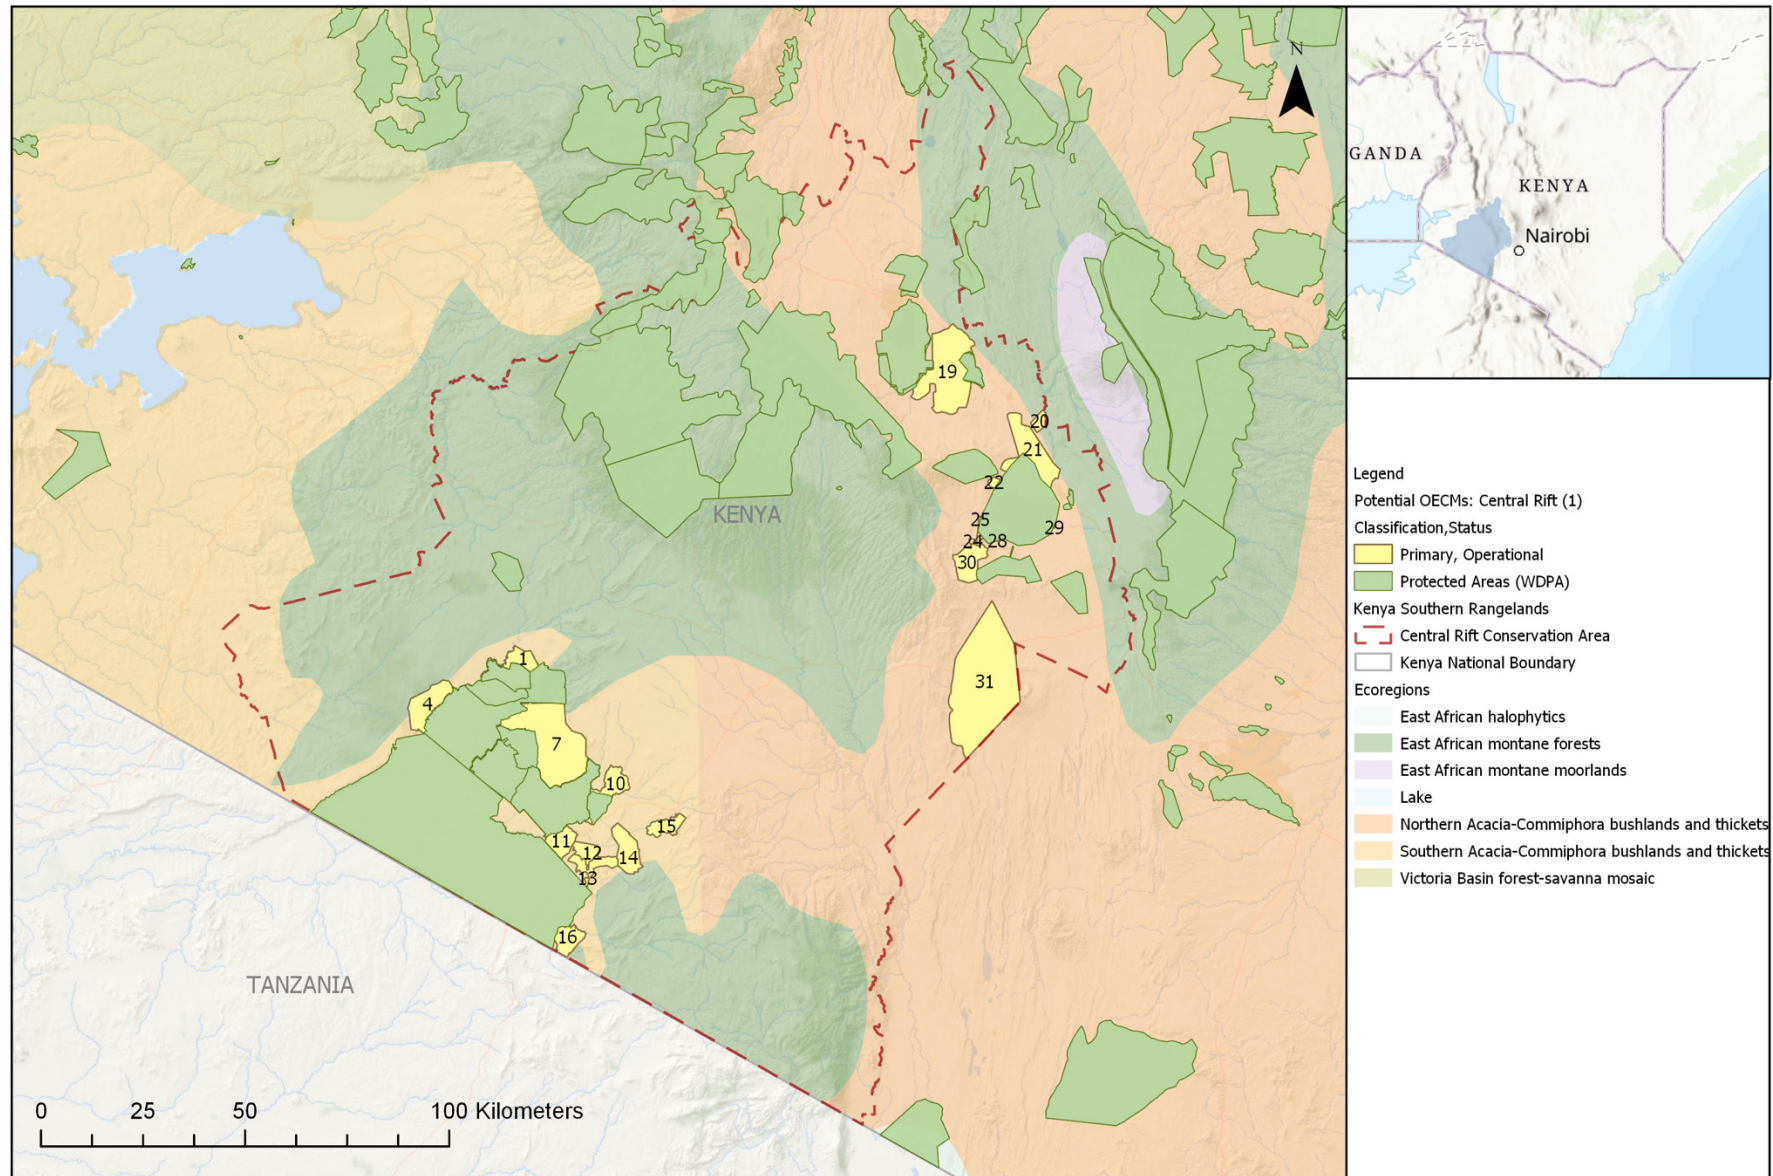 N
GANDA
KENYA
Nairobi
19
20
21
22
KENYA
25
29
24
28
30
1
31
4
7
10
15
11
12
14
13
16
TANZANIA
0 25 50 100 Kilometers
Legend
Potential OECMs: Central Rift (1)
Classification,Status
Primary, Operational
Protected Areas (WDPA)
Kenya Southern Rangelands
Central Rift Conservation Area
Kenya National Boundary
Ecoregions
East African halophytics
East African montane forests
East African montane moorlands
Lake
Northern Acacia-Commiphora bushlands and thickets
Southern Acacia-Commiphora bushlands and thickets
Victoria Basin forest-savanna mosaic